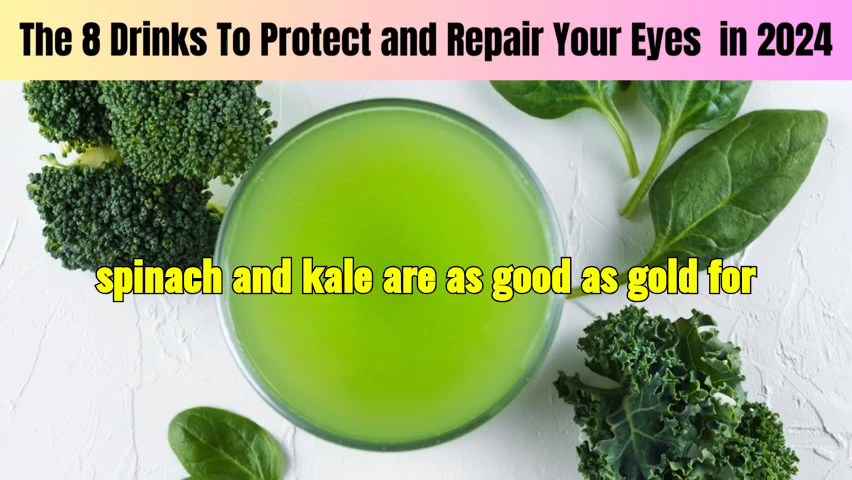 The 8 Drinks To Protect and Repair Your Eyes in 2024
spinach and kale are as good as gold for